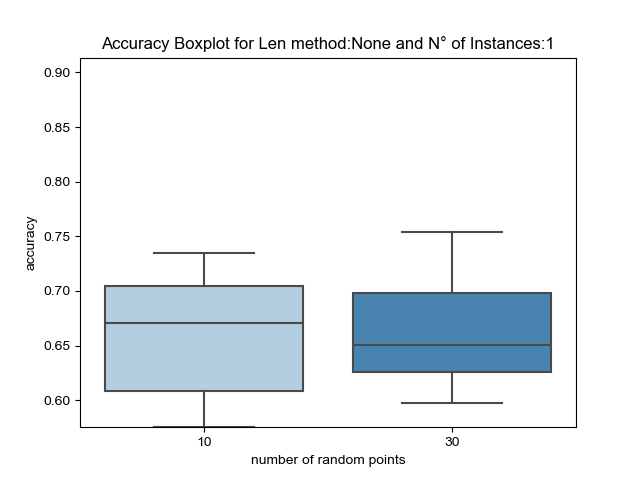 Accuracy Boxplot for Len method:None and N° of Instances:1
0.90
0.85
0.80
0.75
0.70
0.65
0.60
accuracy
10 30
number of random points